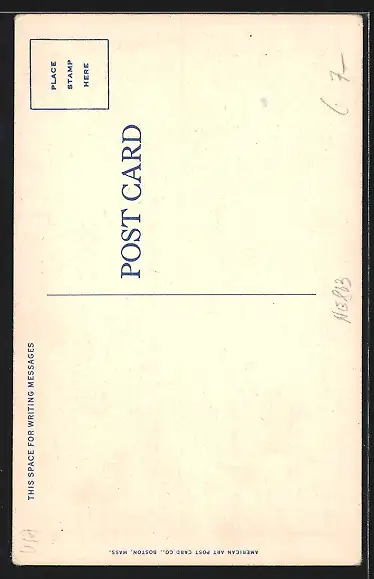 THIS SPACE FOR WRITING MESSAGES
POST CARD
PLACE
STAMP
HERE
AMERICAN ART POST CARD CO., BOSTON, MASS.
7-